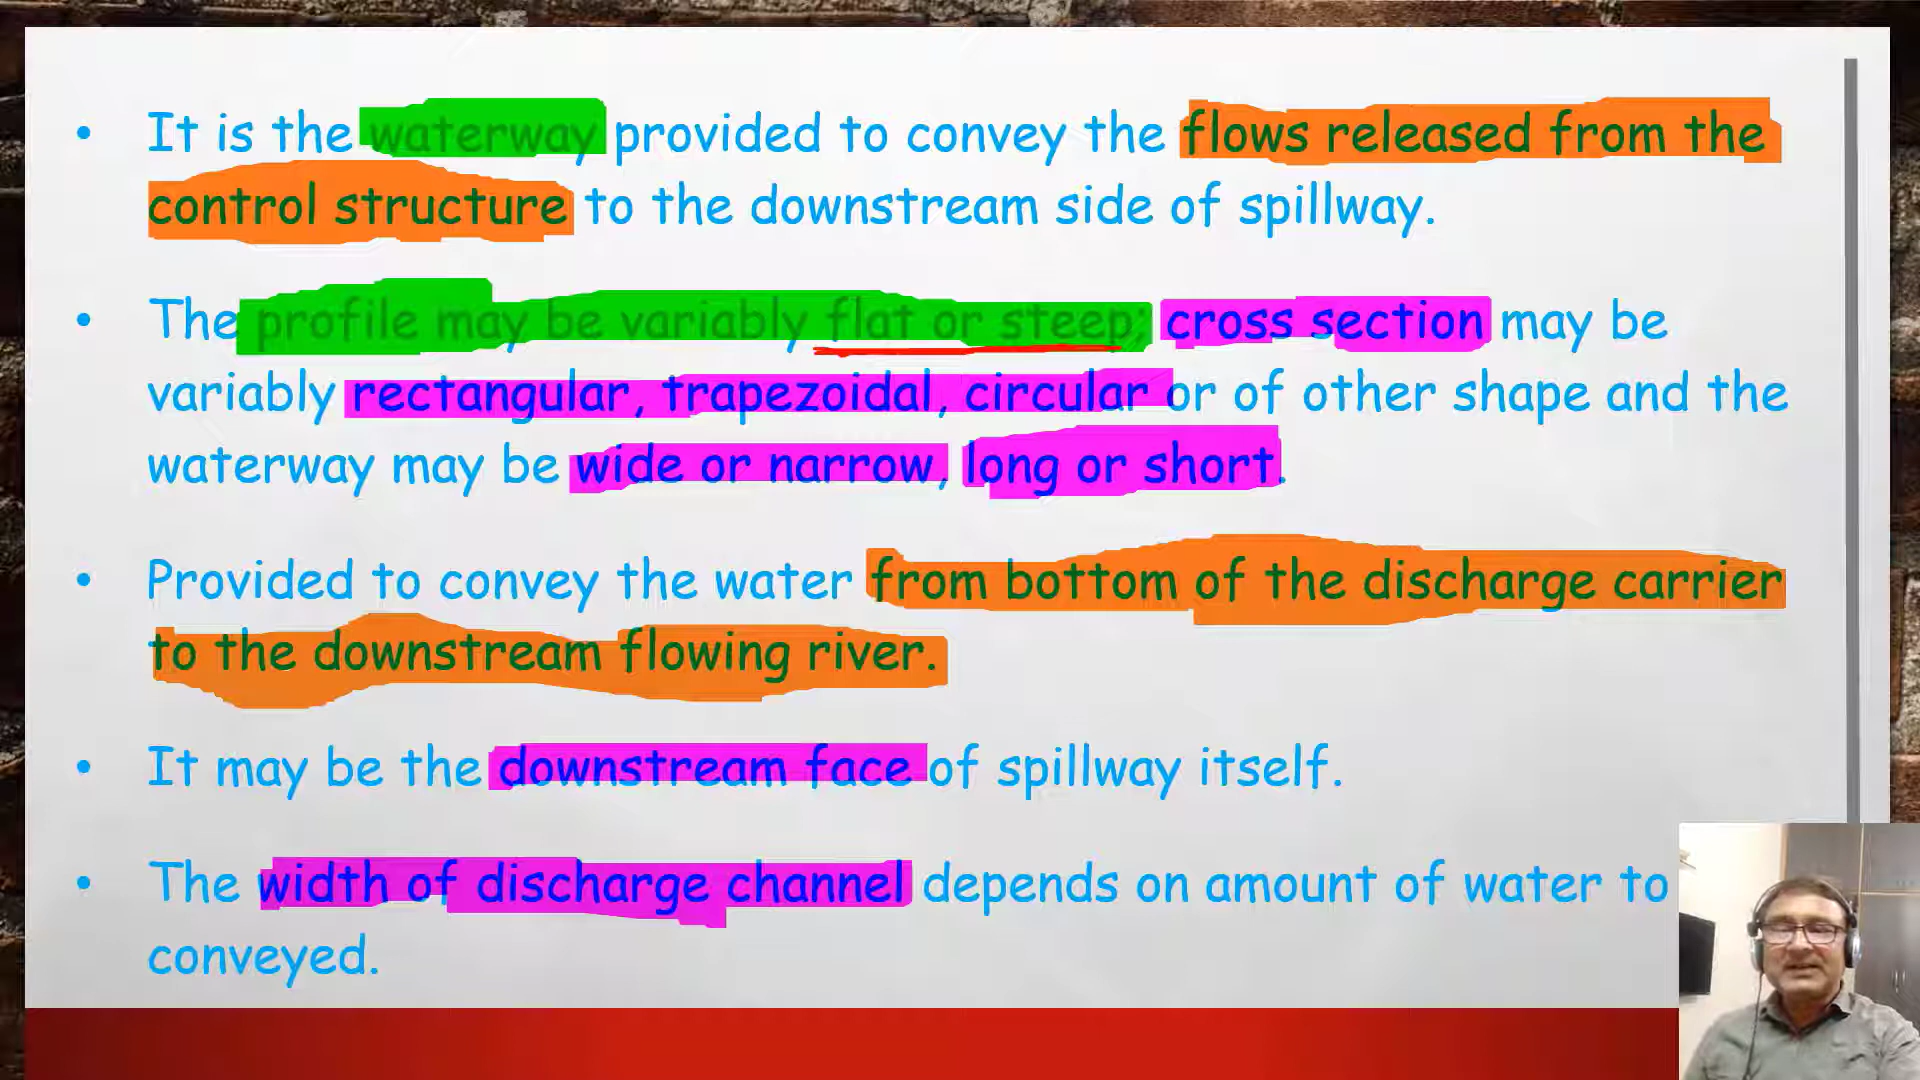 • It is the waterway provided to convey the flows released from the
control structure to the downstream side of spillway.
• The profile may be variably flat or steep; cross section may be
variably rectangular, trapezoidal, circular or of other shape and the
waterway may be wide or narrow, long or short.
• Provided to convey the water from bottom of the discharge carrier
to the downstream flowing river.
• It may be the downstream face of spillway itself.
• The width of discharge channel depends on amount of water to
conveyed.